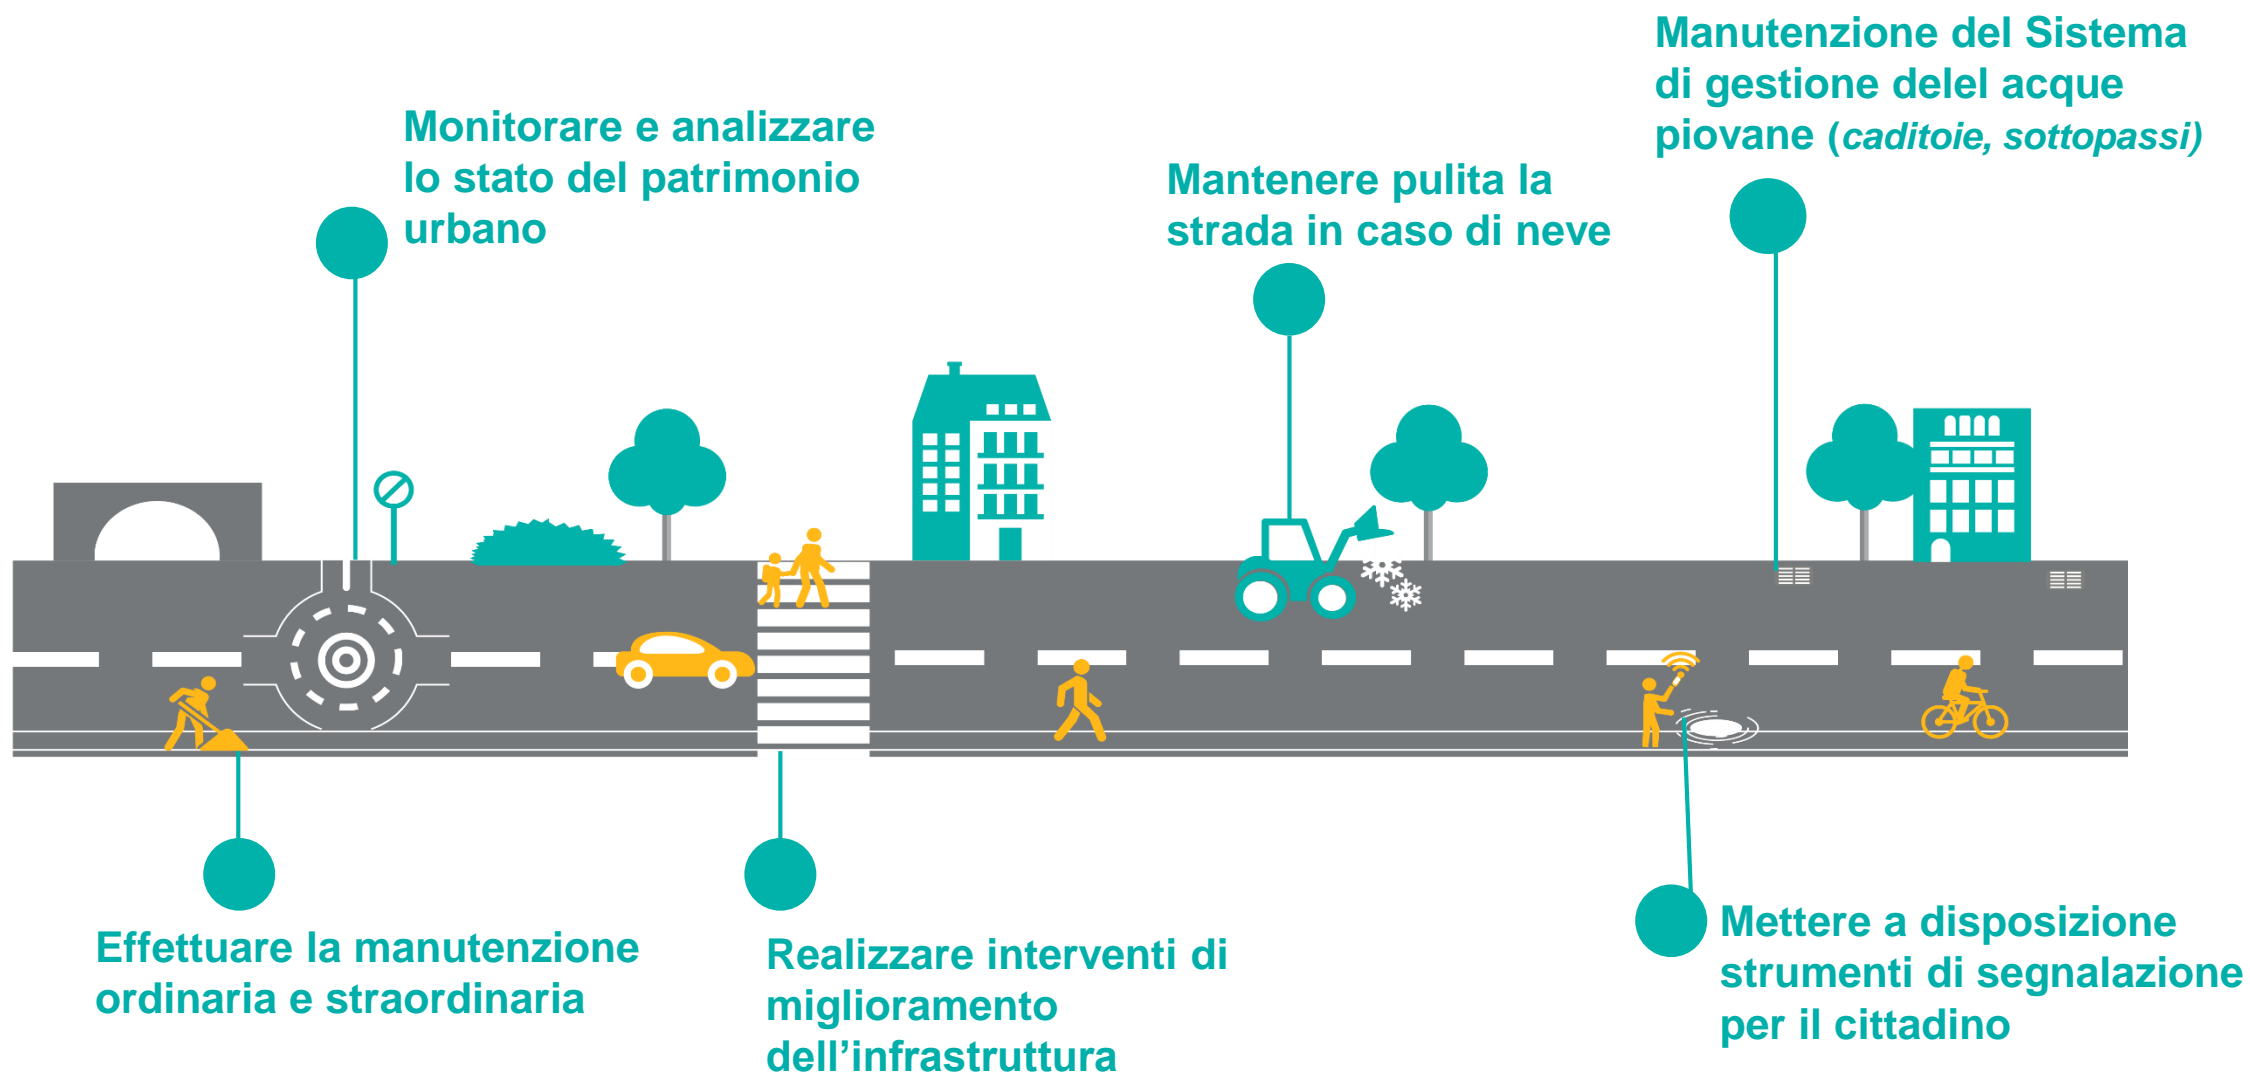 Monitorare e analizzare
lo stato del patrimonio
urbano
Mantenere pulita la
strada in caso di neve
Manutenzione del Sistema
di gestione delel acque
piovane (caditoie, sottopassi)
Effettuare la manutenzione
ordinaria e straordinaria
Realizzare interventi di
miglioramento
dell’infrastruttura
Mettere a disposizione
strumenti di segnalazione
per il cittadino